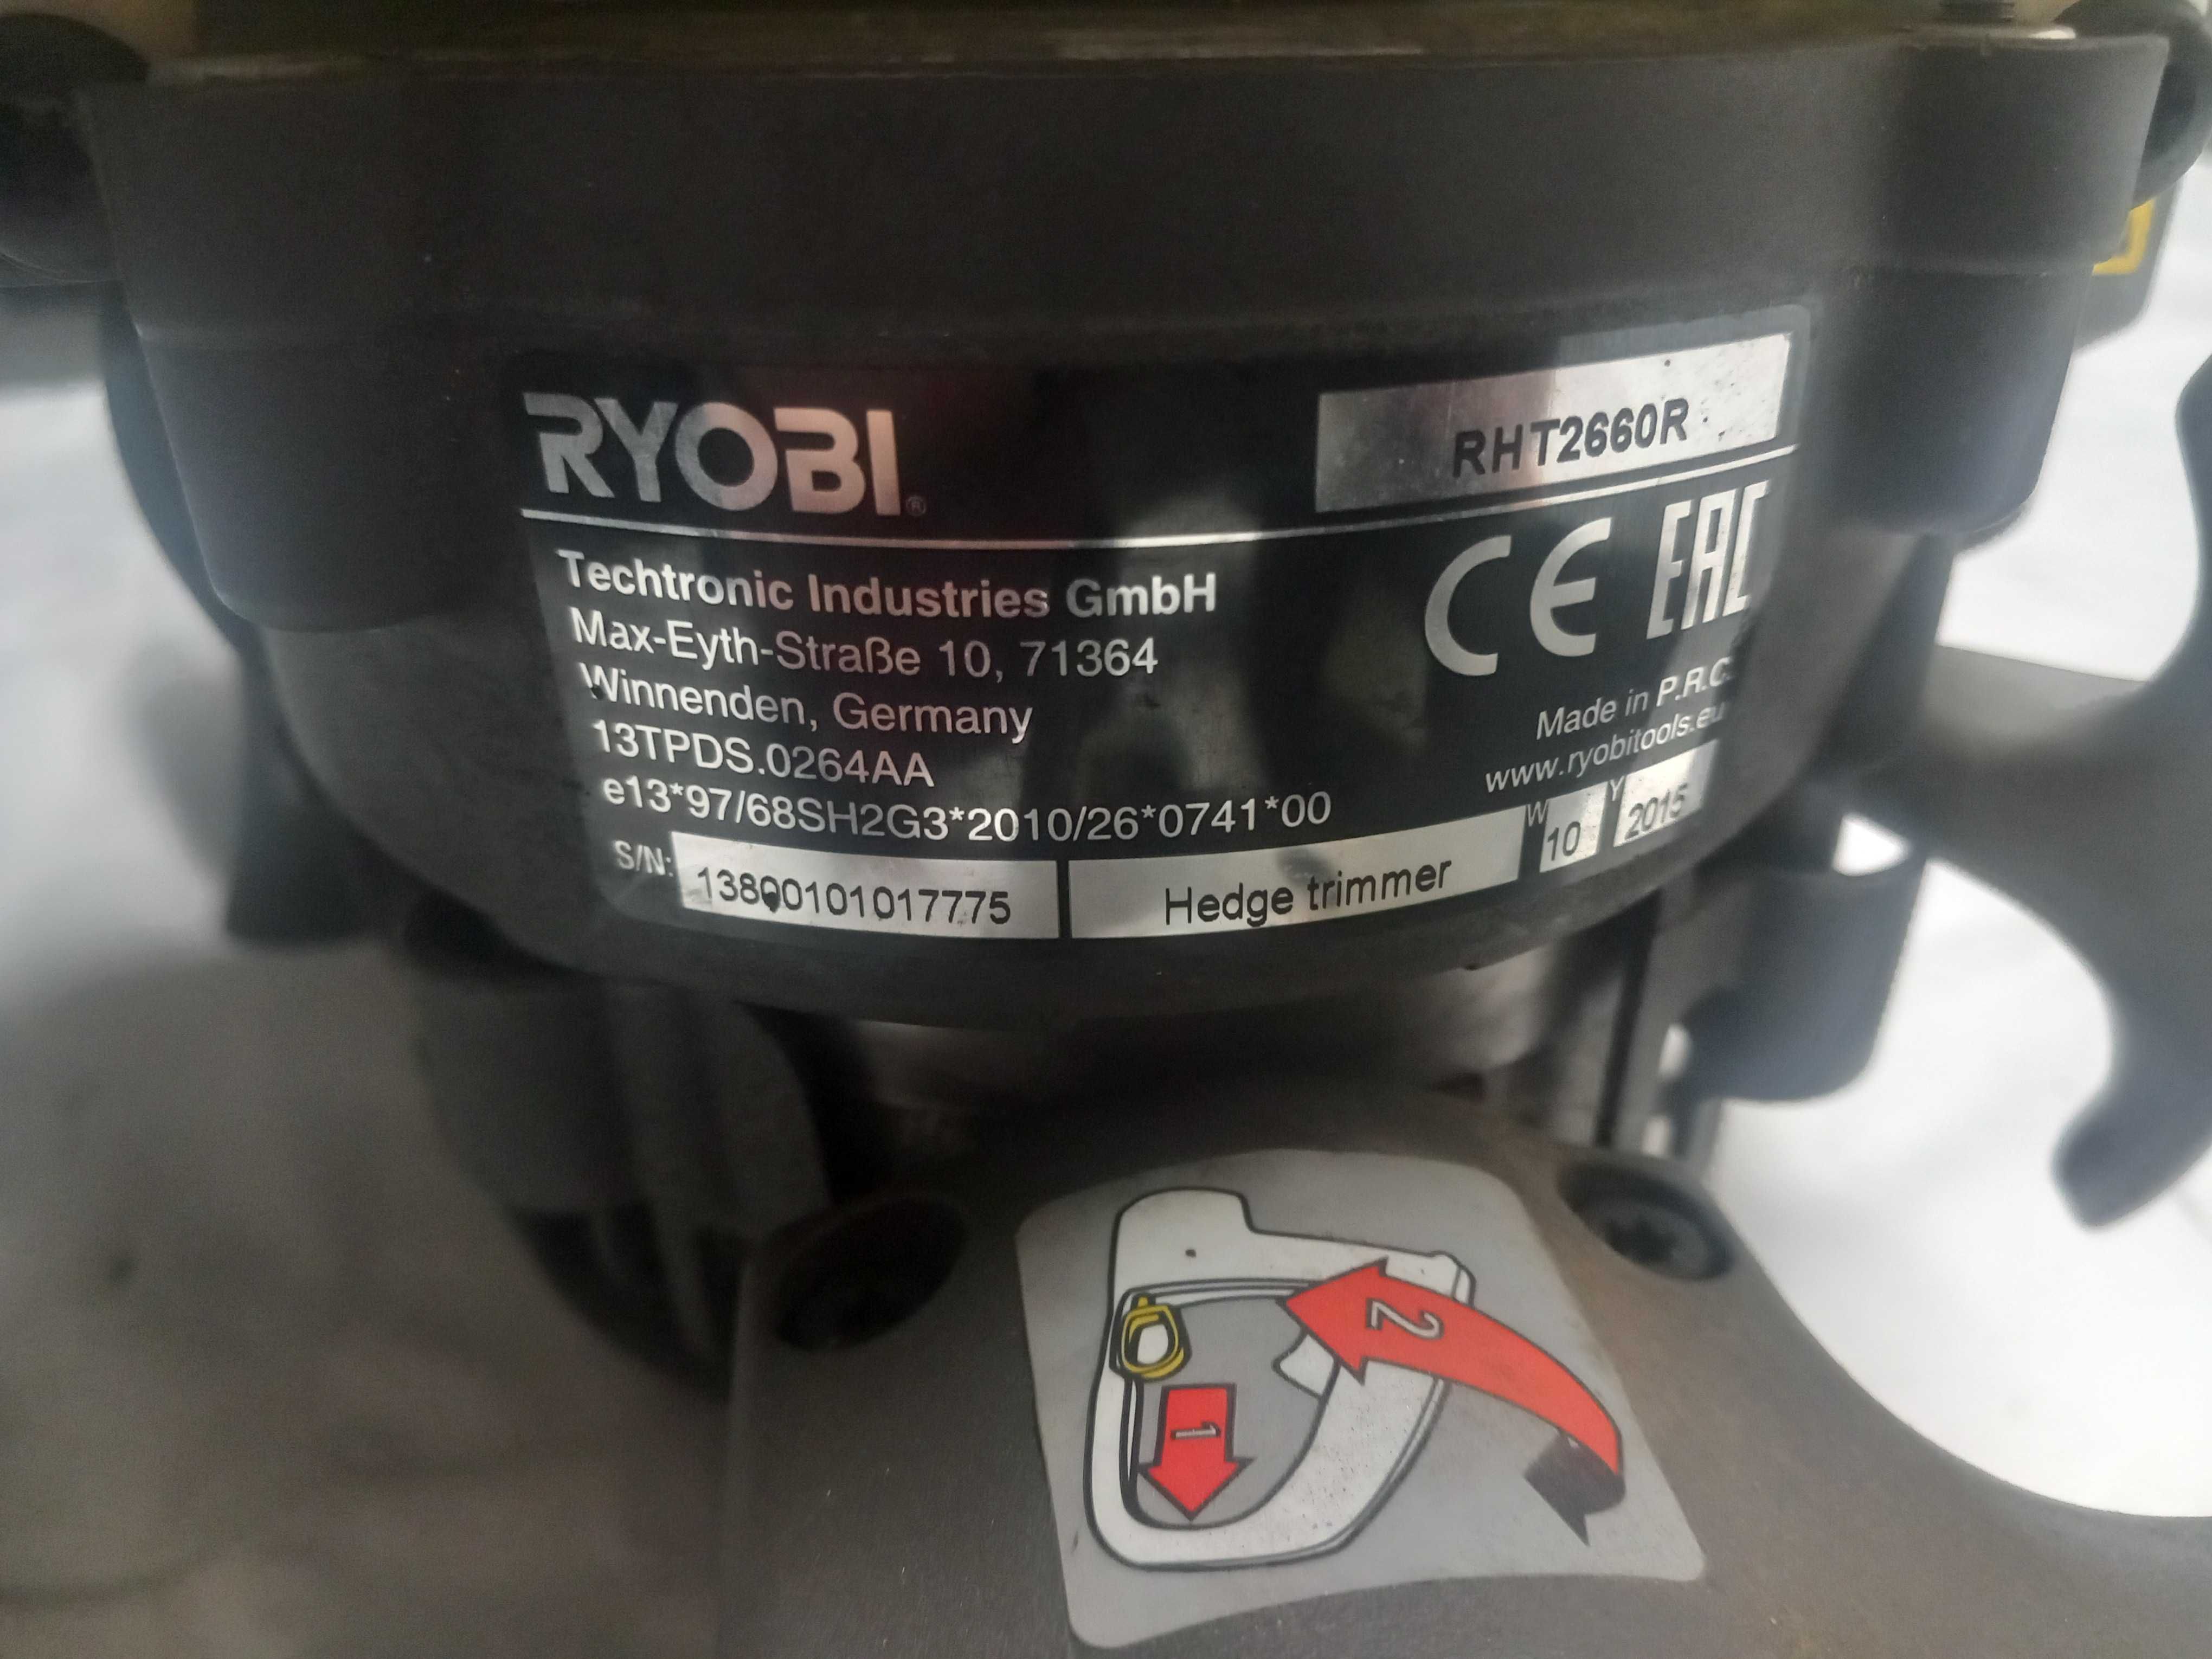 RYOBI®
RHT2660R
Techtronic Industries GmbH
Max-Eyth-Straße 10, 71364
Winnenden, Germany
13TPDS.0264AA
e13*97/68SH2G3*2010/26*0741*00
CE EAC
Made in P.R.C.
www.ryobitools.eu
S/N: 13800101017775
Hedge trimmer
W 10 Y 2015
2
1